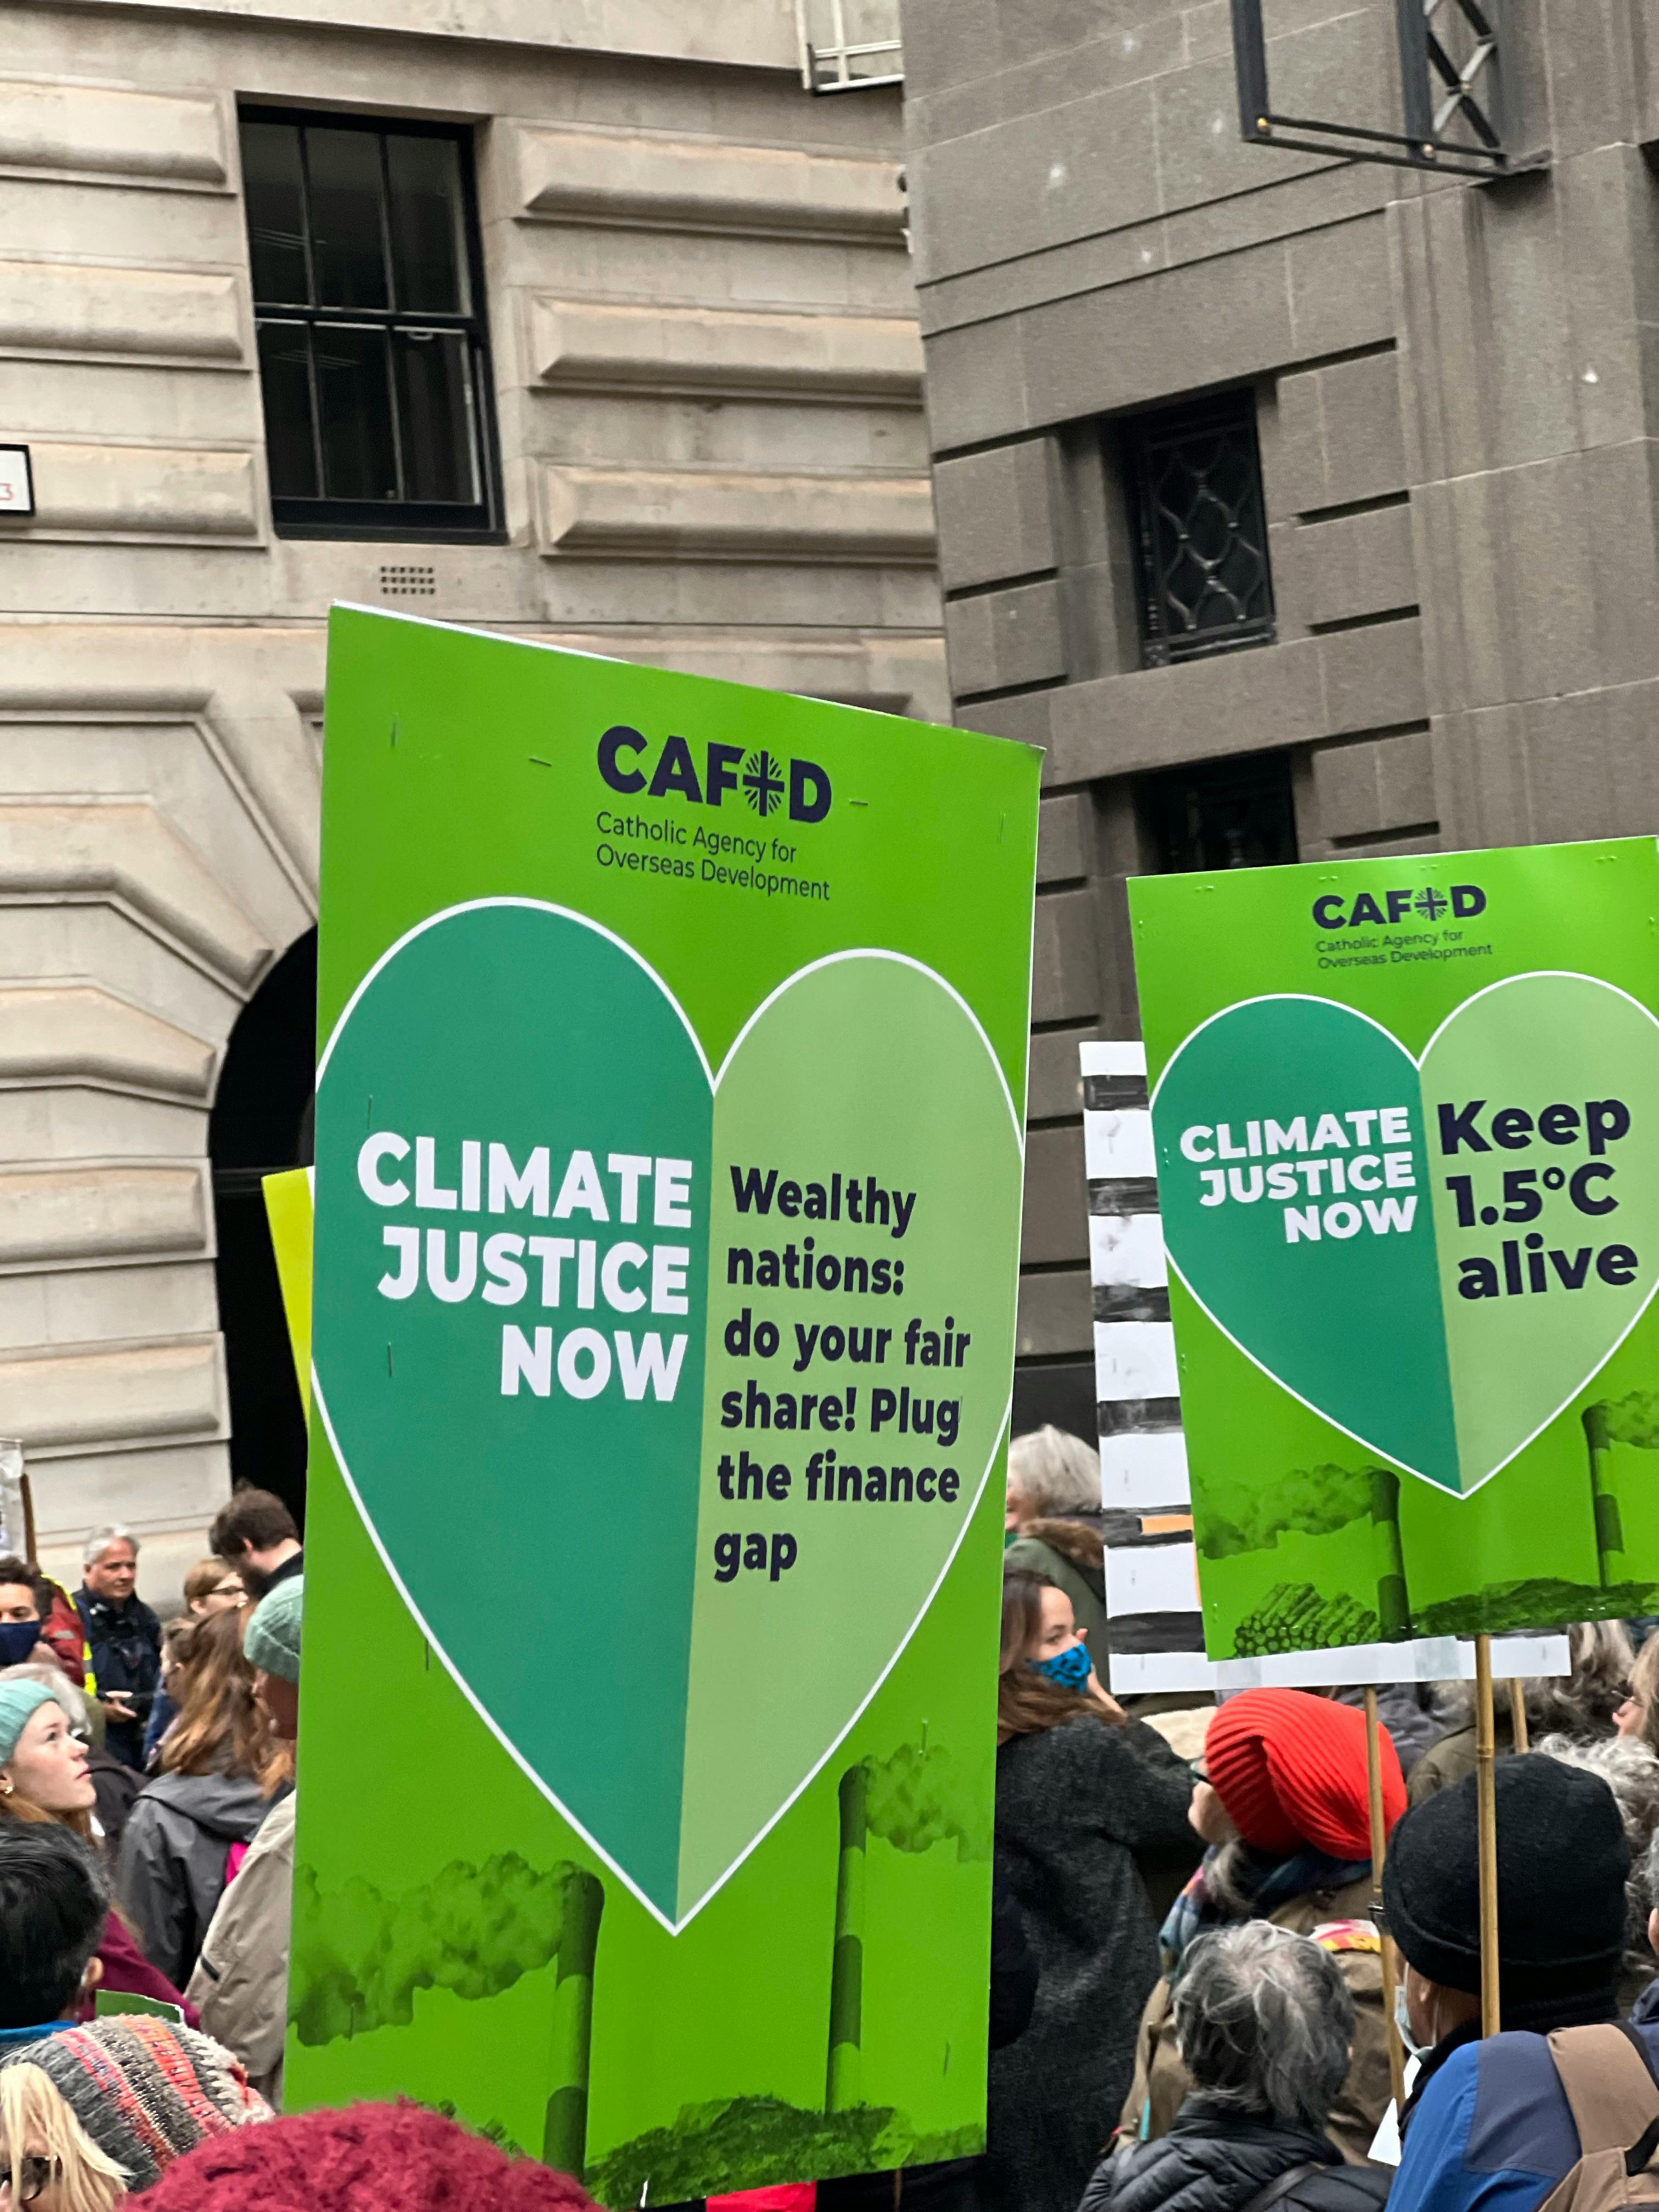 3
CAFOD
Catholic Agency for
Overseas Development
CLIMATE
JUSTICE
NOW
Wealthy
nations:
do your fair
share! Plug
the finance
gap
CAFOD
Catholic Agency for
Overseas Development
CLIMATE
JUSTICE
NOW
Keep
1.5°C
alive